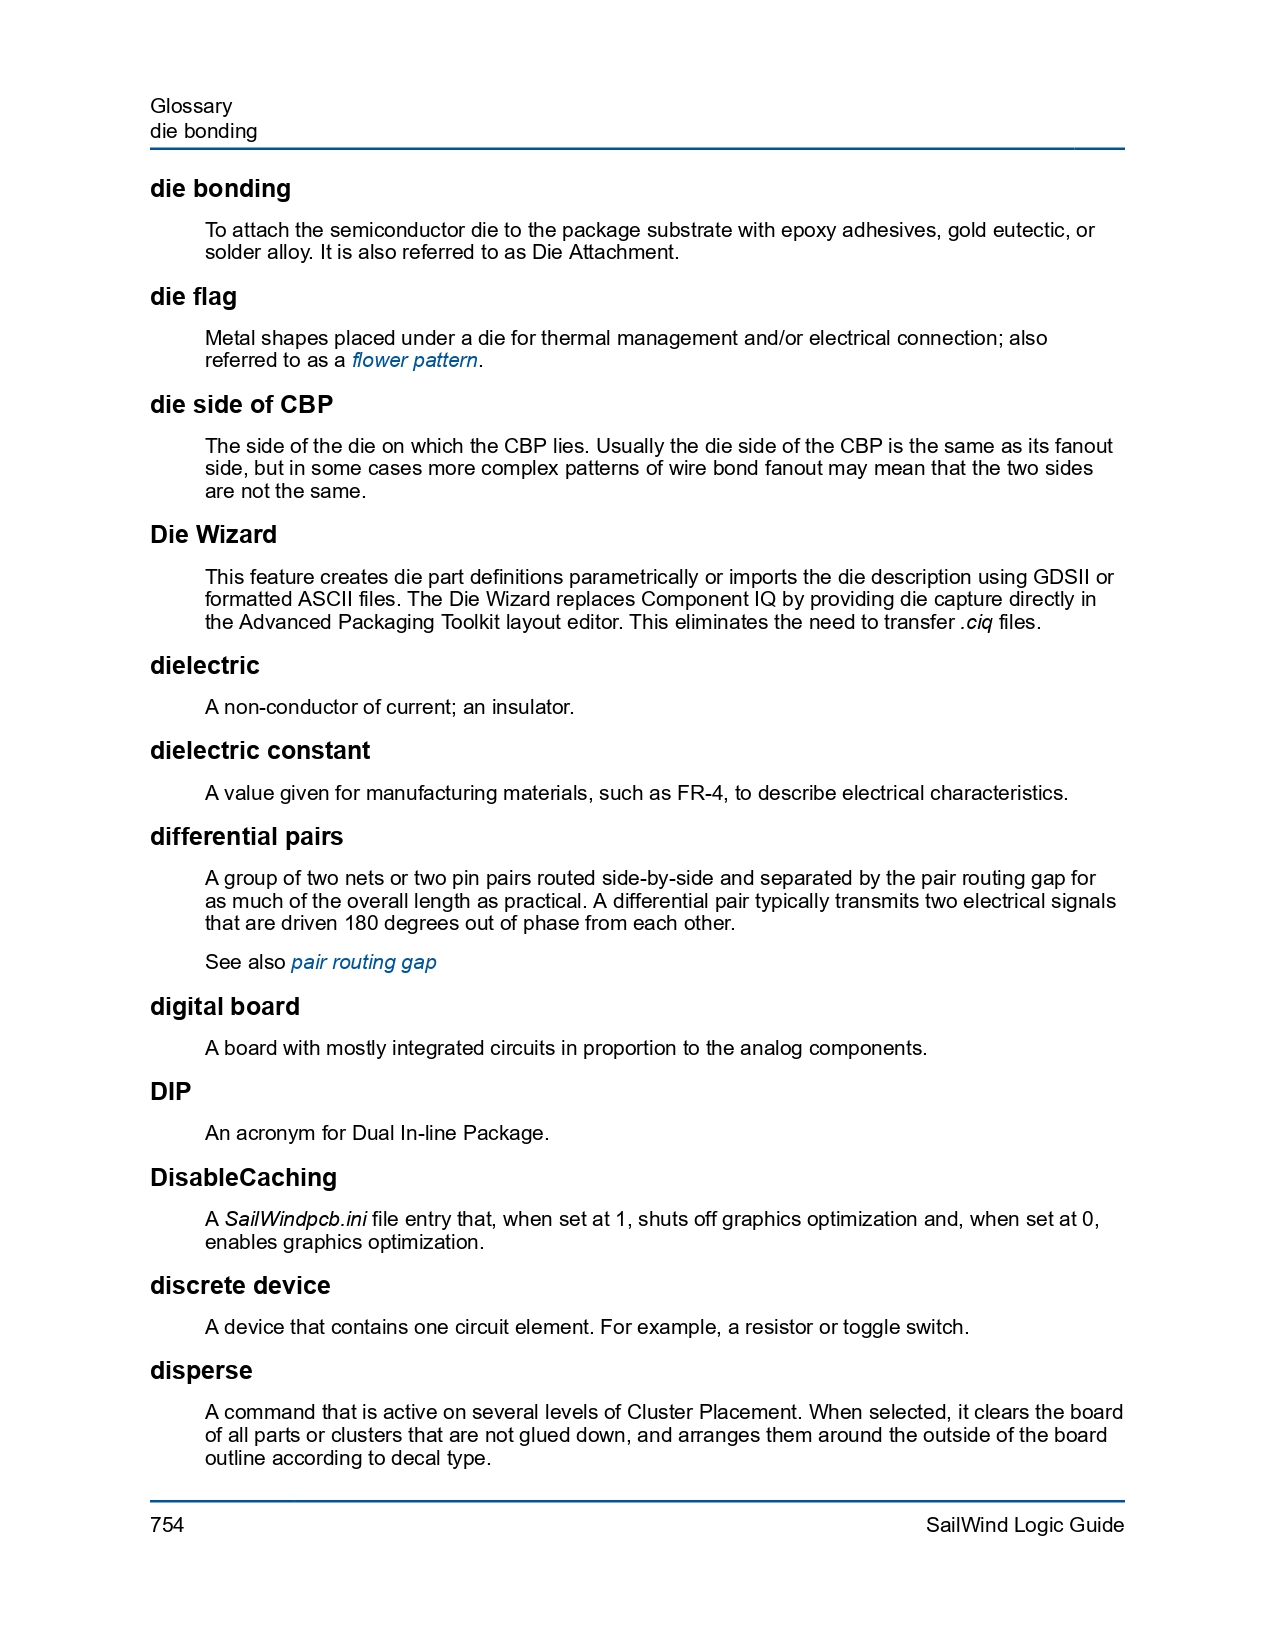 Glossary
die bonding
die bonding
To attach the semiconductor die to the package substrate with epoxy adhesives, gold eutectic, or
solder alloy. It is also referred to as Die Attachment.
die flag
Metal shapes placed under a die for thermal management and/or electrical connection; also
referred to as a flower pattern.
die side of CBP
The side of the die on which the CBP lies. Usually the die side of the CBP is the same as its fanout
side, but in some cases more complex patterns of wire bond fanout may mean that the two sides
are not the same.
Die Wizard
This feature creates die part definitions parametrically or imports the die description using GDSII or
formatted ASCII files. The Die Wizard replaces Component IQ by providing die capture directly in
the Advanced Packaging Toolkit layout editor. This eliminates the need to transfer .ciq files.
dielectric
A non-conductor of current; an insulator.
dielectric constant
A value given for manufacturing materials, such as FR-4, to describe electrical characteristics.
differential pairs
A group of two nets or two pin pairs routed side-by-side and separated by the pair routing gap for
as much of the overall length as practical. A differential pair typically transmits two electrical signals
that are driven 180 degrees out of phase from each other.
See also pair routing gap
digital board
A board with mostly integrated circuits in proportion to the analog components.
DIP
An acronym for Dual In-line Package.
DisableCaching
A SailWindpcb.ini file entry that, when set at 1, shuts off graphics optimization and, when set at 0,
enables graphics optimization.
discrete device
A device that contains one circuit element. For example, a resistor or toggle switch.
disperse
A command that is active on several levels of Cluster Placement. When selected, it clears the board
of all parts or clusters that are not glued down, and arranges them around the outside of the board
outline according to decal type.
754
SailWind Logic Guide